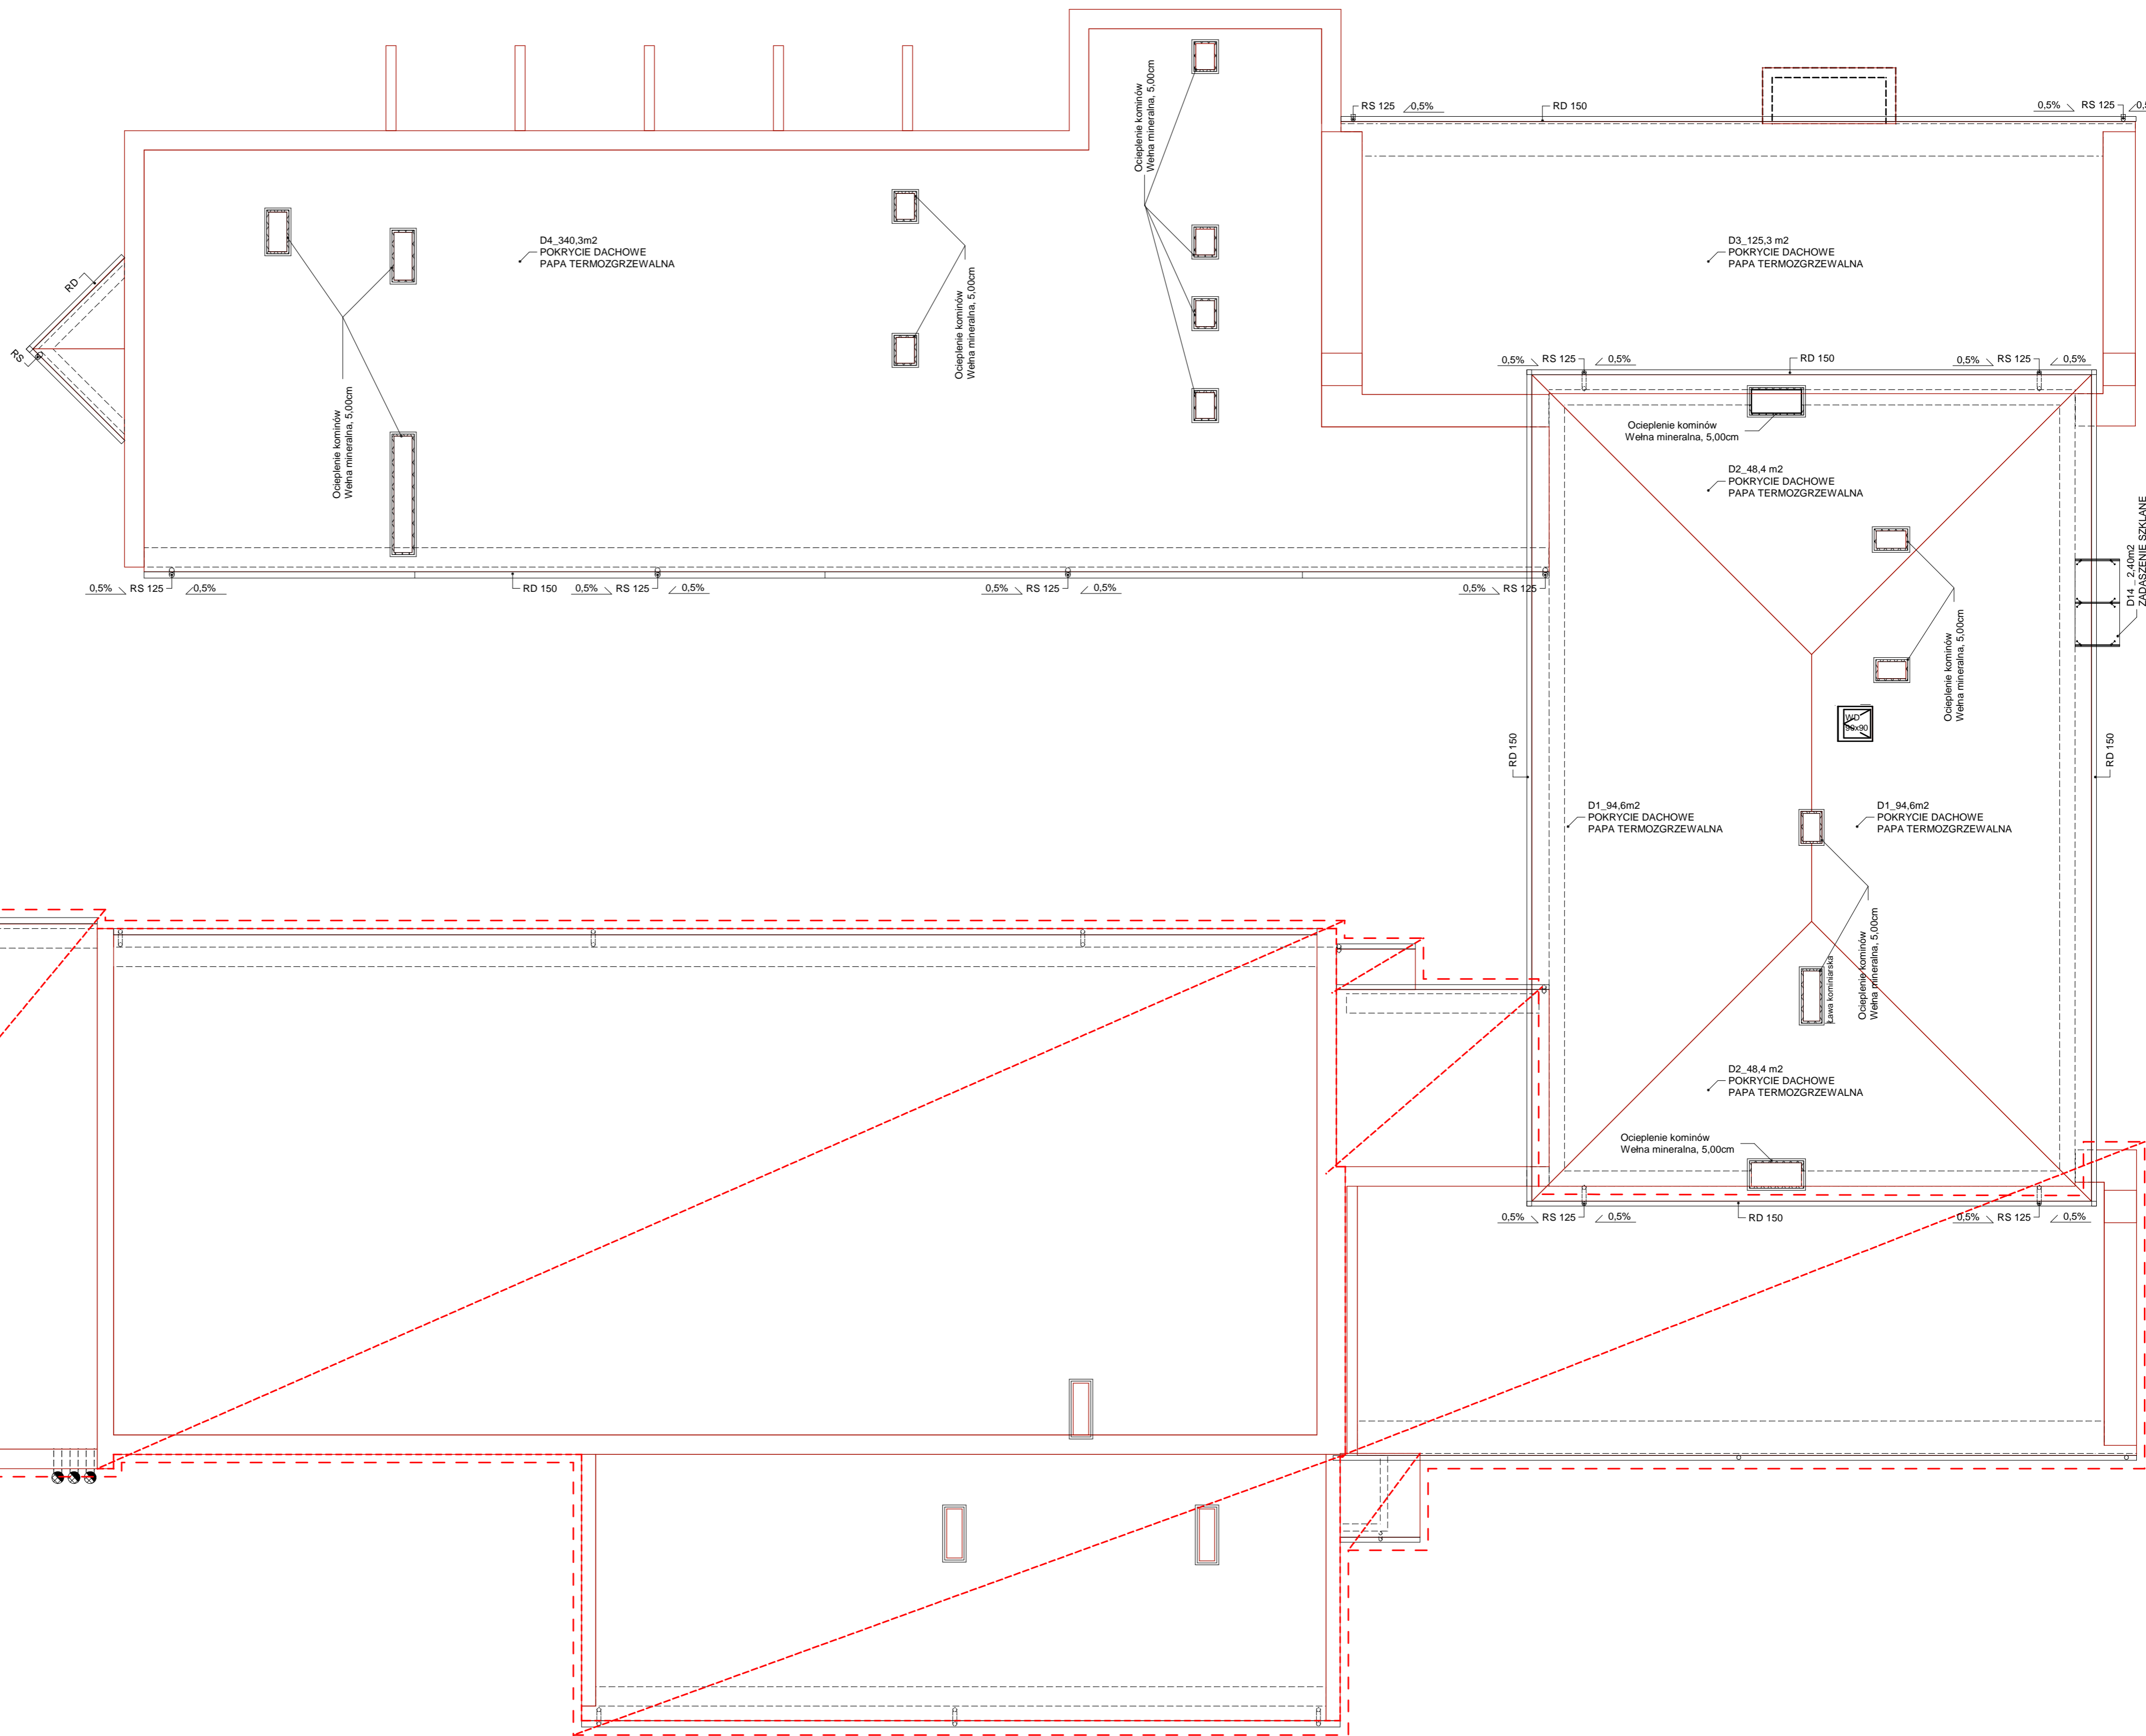 RS 125
0,5%
RD 150
0,5%
RS 125
Ocieplenie kominów
Wełna mineralna, 5,00cm
D4_340,3m2
POKRYCIE DACHOWE
PAPA TERMOZGRZEWALNA
D3_125,3 m2
POKRYCIE DACHOWE
PAPA TERMOZGRZEWALNA
RD
RS
Ocieplenie kominów
Wełna mineralna, 5,00cm
Ocieplenie kominów
Wełna mineralna, 5,00cm
0,5%
RS 125
0,5%
RD 150
0,5%
RS 125
0,5%
Ocieplenie kominów
Wełna mineralna, 5,00cm
D2_48,4 m2
POKRYCIE DACHOWE
PAPA TERMOZGRZEWALNA
0,5%
RS 125
0,5%
RD 150
0,5%
RS 125
0,5%
0,5%
RS 125
0,5%
0,5%
RS 125
D14 _ 2,40m2
ZADASZENIE SZKLANE
Ocieplenie kominów
Wełna mineralna, 5,00cm
WD
90x90
RD 150
RD 150
D1_94,6m2
POKRYCIE DACHOWE
PAPA TERMOZGRZEWALNA
D1_94,6m2
POKRYCIE DACHOWE
PAPA TERMOZGRZEWALNA
Ocieplenie kominów
Wełna mineralna, 5,00cm
Ława kominiarska
D2_48,4 m2
POKRYCIE DACHOWE
PAPA TERMOZGRZEWALNA
Ocieplenie kominów
Wełna mineralna, 5,00cm
0,5%
RS 125
0,5%
RD 150
0,5%
RS 125
0,5%